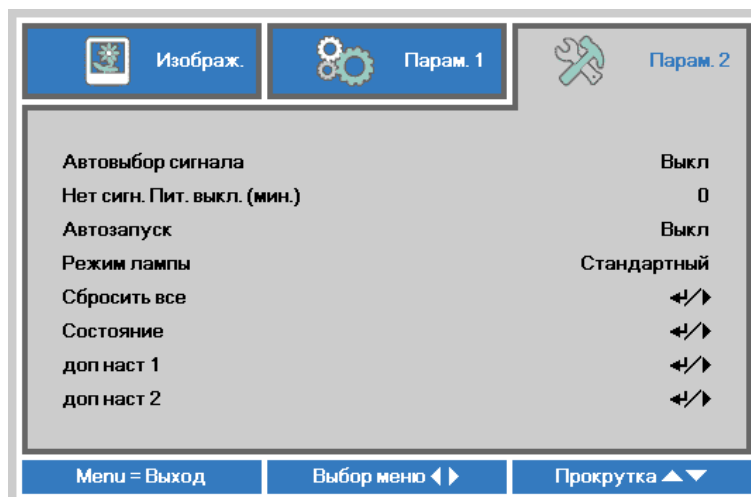 Изображ. Парам. 1 Парам. 2
Автовыбор сигнала Выкл
Нет сигн. Пит. выкл. (мин.) 0
Автозапуск Выкл
Режим лампы Стандартный
Сбросить все ↵/▶
Состояние ↵/▶
доп наст 1 ↵/▶
доп наст 2 ↵/▶
Menu = Выход Выбор меню ◀▶ Прокрутка ▲▼